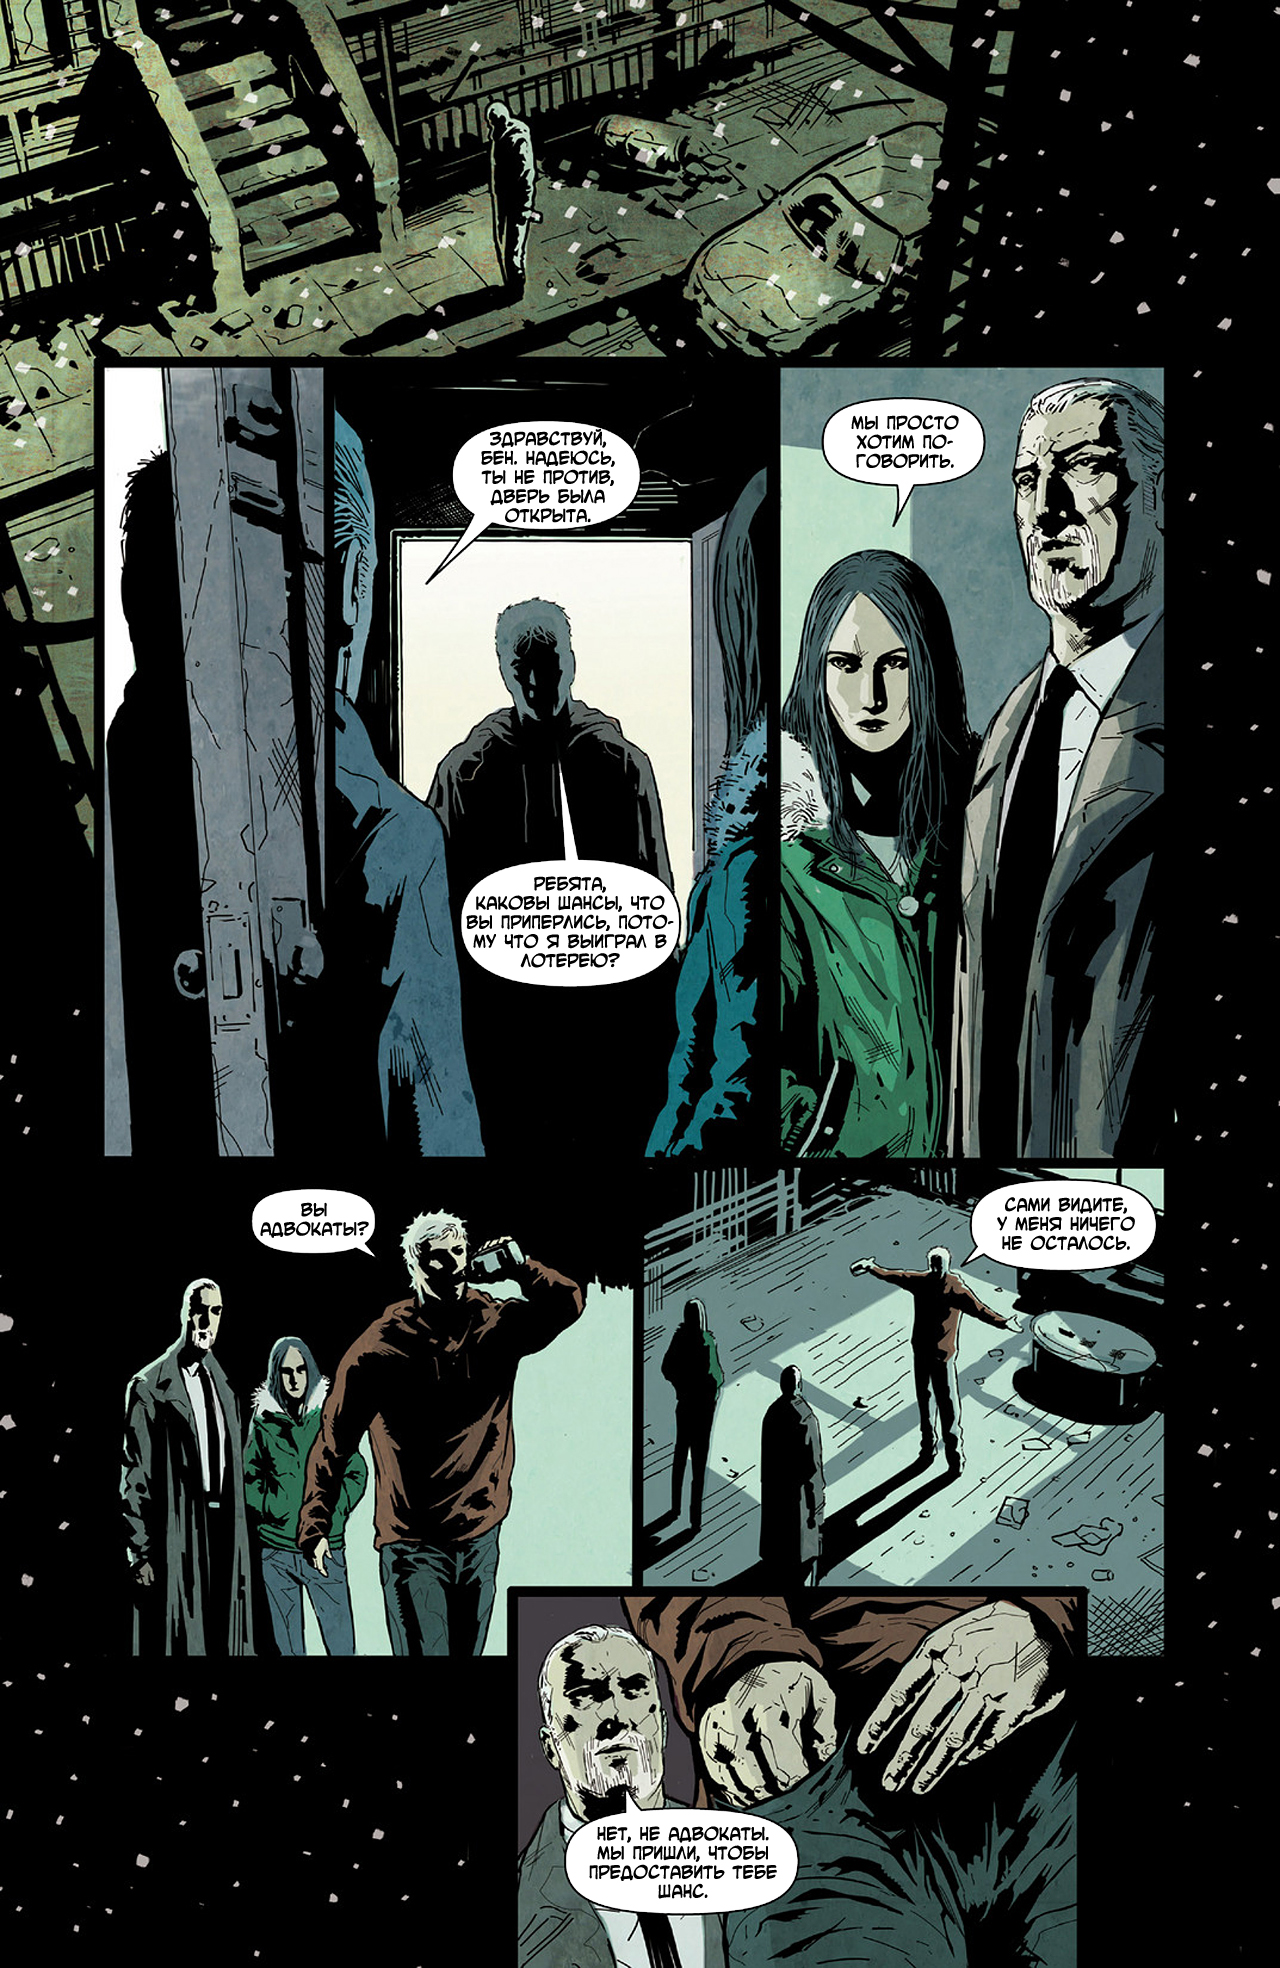 ЗДРАВСТВУЙ,
БЕН. НАДЕЮСЬ,
ТЫ НЕ ПРОТИВ,
ДВЕРЬ БЫЛА
ОТКРЫТА.
РЕБЯТА,
КАКОВЫ ШАНСЫ, ЧТО
ВЫ ПРИПЕРЛИСЬ, ПОТО-
МУ ЧТО Я ВЫИГРАЛ В
ЛОТЕРЕЮ?
МЫ ПРОСТО
ХОТИМ ПО-
ГОВОРИТЬ.
ВЫ
АДВОКАТЫ?
САМИ ВИДИТЕ,
У МЕНЯ НИЧЕГО
НЕ ОСТАЛОСЬ.
НЕТ, НЕ АДВОКАТЫ.
МЫ ПРИШЛИ, ЧТОБЫ
ПРЕДОСТАВИТЬ ТЕБЕ
ШАНС.